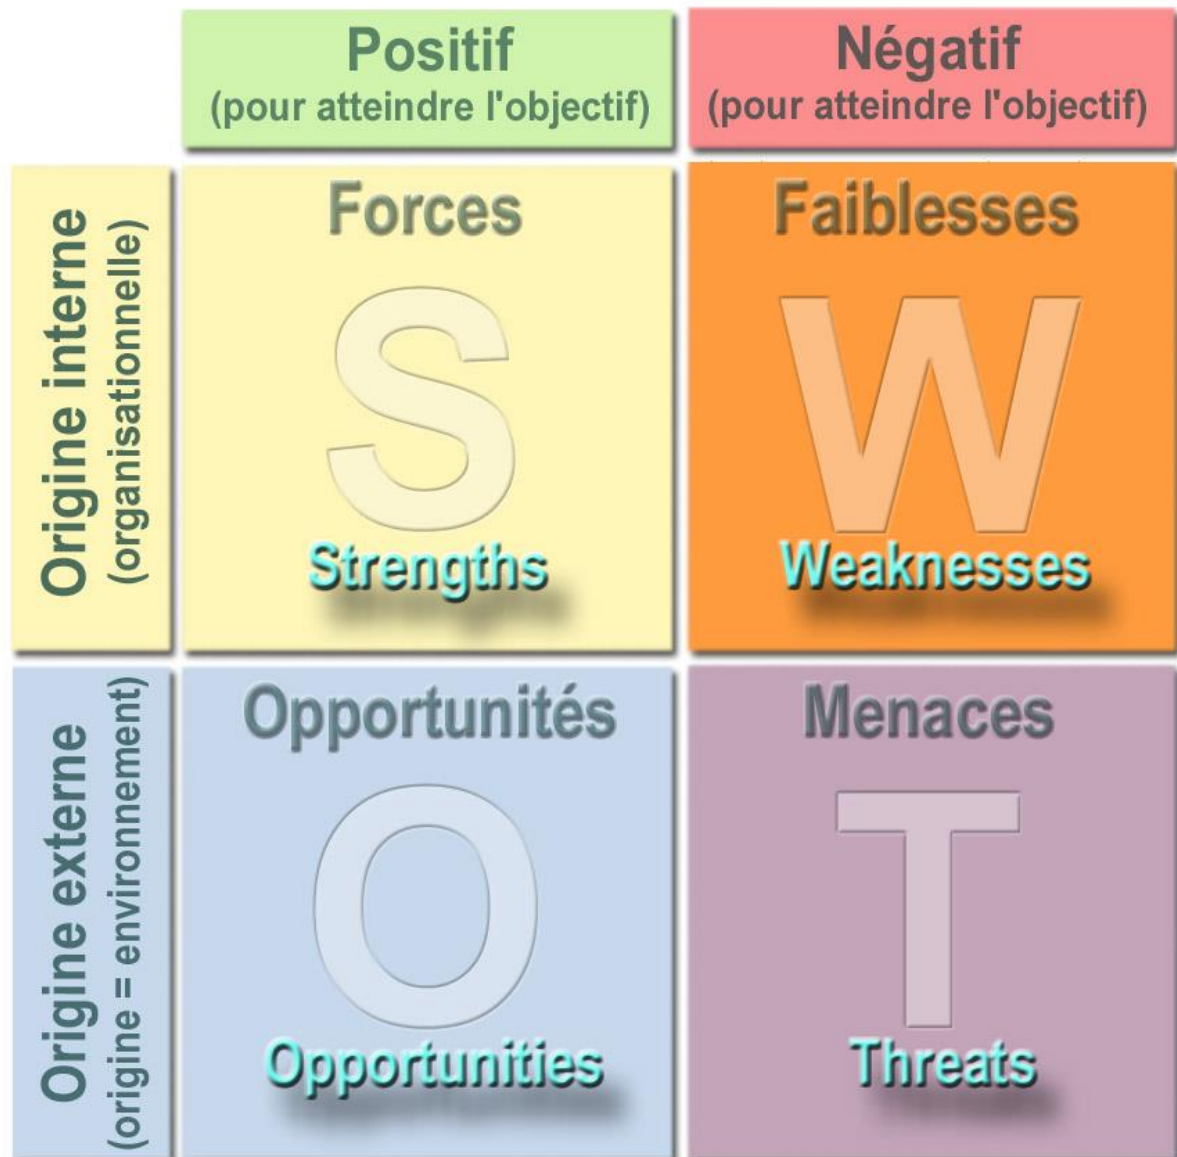 Positif
(pour atteindre l'objectif)
Négatif
(pour atteindre l'objectif)
Origine interne
(organisationnelle)
Forces
S
Strengths
Faiblesses
W
Weaknesses
Origine externe
(origine = environnement)
Opportunités
O
Opportunities
Menaces
T
Threats